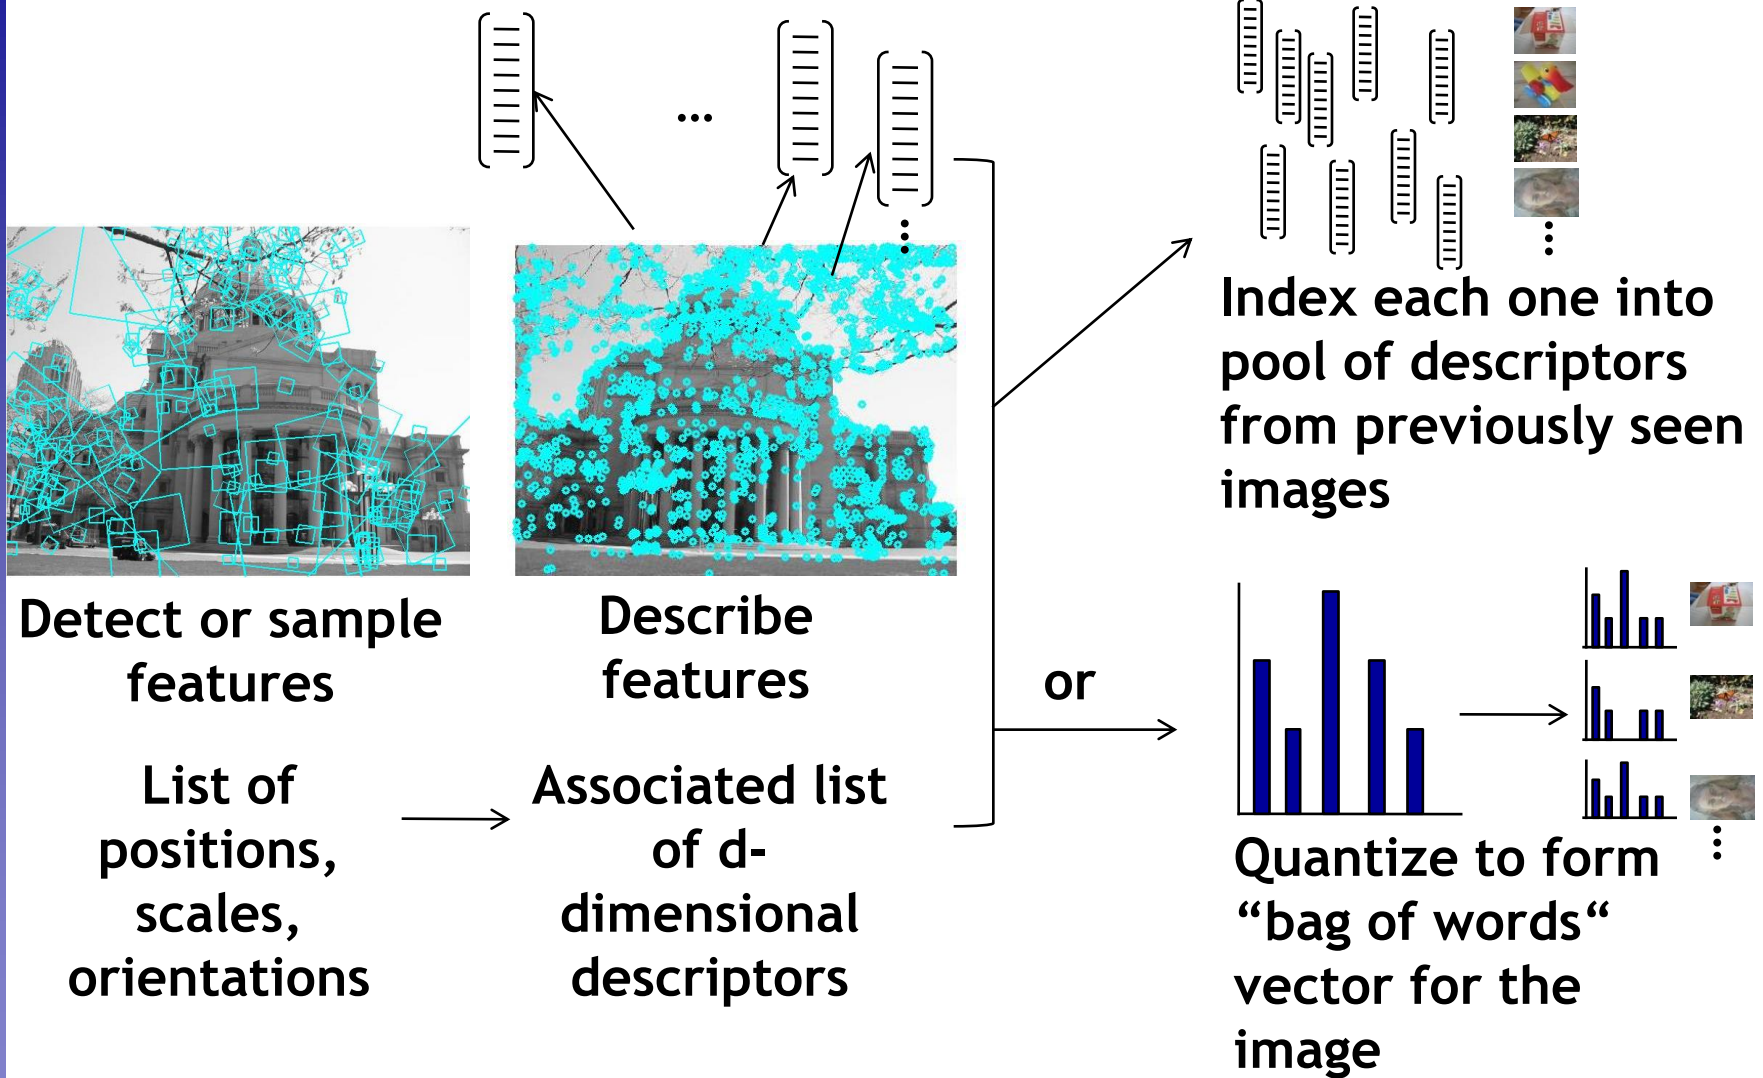 Detect or sample
features
List of
positions,
scales,
orientations
Describe
features
Associated list
of d-
dimensional
descriptors
...
or
Index each one into
pool of descriptors
from previously seen
images
Quantize to form
“bag of words“
vector for the
image